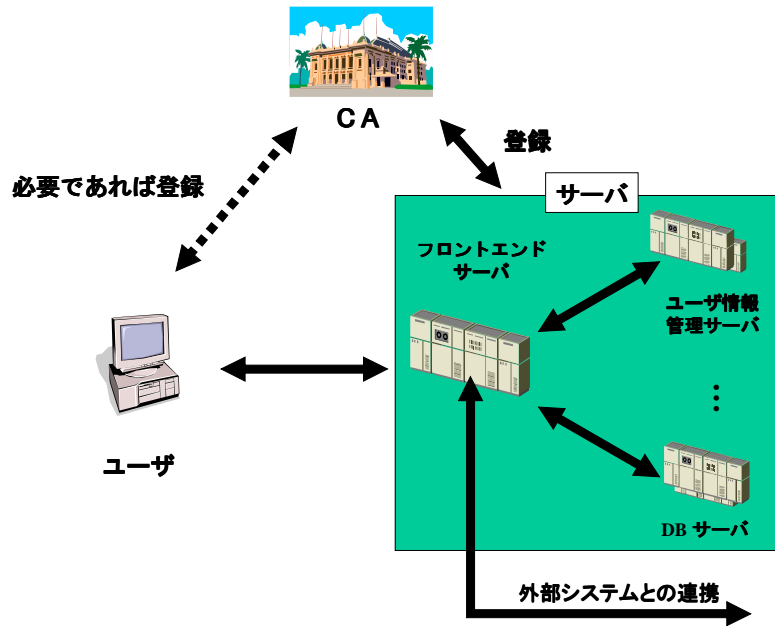 CA
登録
必要であれば登録
サーバ
フロントエンド
サーバ
ユーザ情報
管理サーバ
⋮
ユーザ
DB サーバ
外部システムとの連携